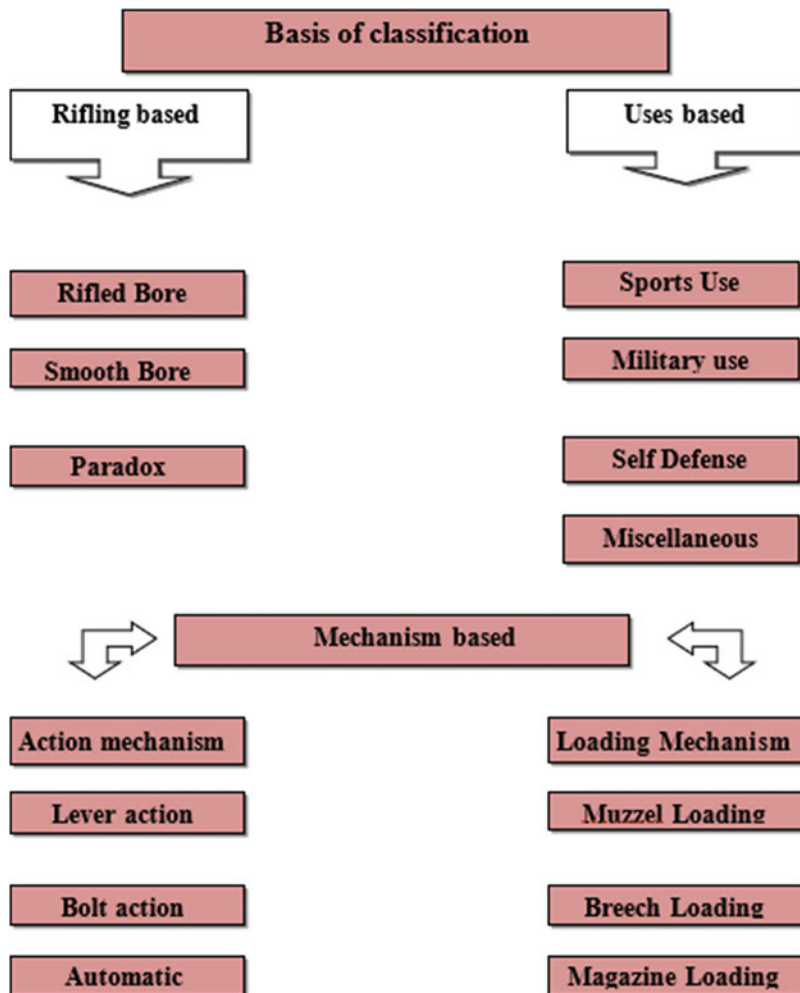 Basis of classification
Rifling based
Uses based
Rifled Bore
Smooth Bore
Paradox
Sports Use
Military use
Self Defense
Miscellaneous
Mechanism based
Action mechanism
Lever action
Bolt action
Automatic
Loading Mechanism
Muzzel Loading
Breech Loading
Magazine Loading